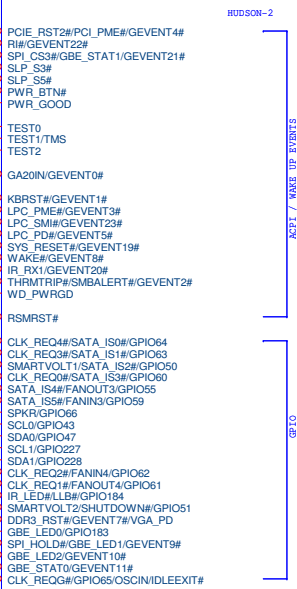 HUDSON-2
PCIE_RST2#/PCI_PME#/GEVENT4#
RI#/GEVENT22#
SPI_CS3#/GBE_STAT1/GEVENT21#
SLP_S3#
SLP_S5#
PWR_BTN#
PWR_GOOD
TEST0
TEST1/TMS
TEST2
GA20IN/GEVENT0#
KBRST#/GEVENT1#
LPC_PME#/GEVENT3#
LPC_SMI#/GEVENT23#
LPC_PD#/GEVENT5#
SYS_RESET#/GEVENT19#
WAKE#/GEVENT8#
IR_RX1/GEVENT20#
THRMTRIP#/SMBALERT#/GEVENT2#
WD_PWRGD
RSMRST#
ACPI / WAKE UP EVENTS
CLK_REQ4#/SATA_IS0#/GPIO64
CLK_REQ3#/SATA_IS1#/GPIO63
SMARTVOLT1/SATA_IS2#/GPIO50
CLK_REQ0#/SATA_IS3#/GPIO60
SATA_IS4#/FANOUT3/GPIO55
SATA_IS5#/FANIN3/GPIO59
SPKR/GPIO66
SCL0/GPIO43
SDA0/GPIO47
SCL1/GPIO227
SDA1/GPIO228
CLK_REQ2#/FANIN4/GPIO62
CLK_REQ1#/FANOUT4/GPIO61
IR_LED#/LLB#/GPIO184
SMARTVOLT2/SHUTDOWN#/GPIO51
DDR3_RST#/GEVENT7#/VGA_PD
GBE_LED0/GPIO183
SPI_HOLD#/GBE_LED1/GEVENT9#
GBE_LED2/GEVENT10#
GBE_STAT0/GEVENT11#
CLK_REQG#/GPIO65/OSCIN/IDLEEXIT#
GPIO